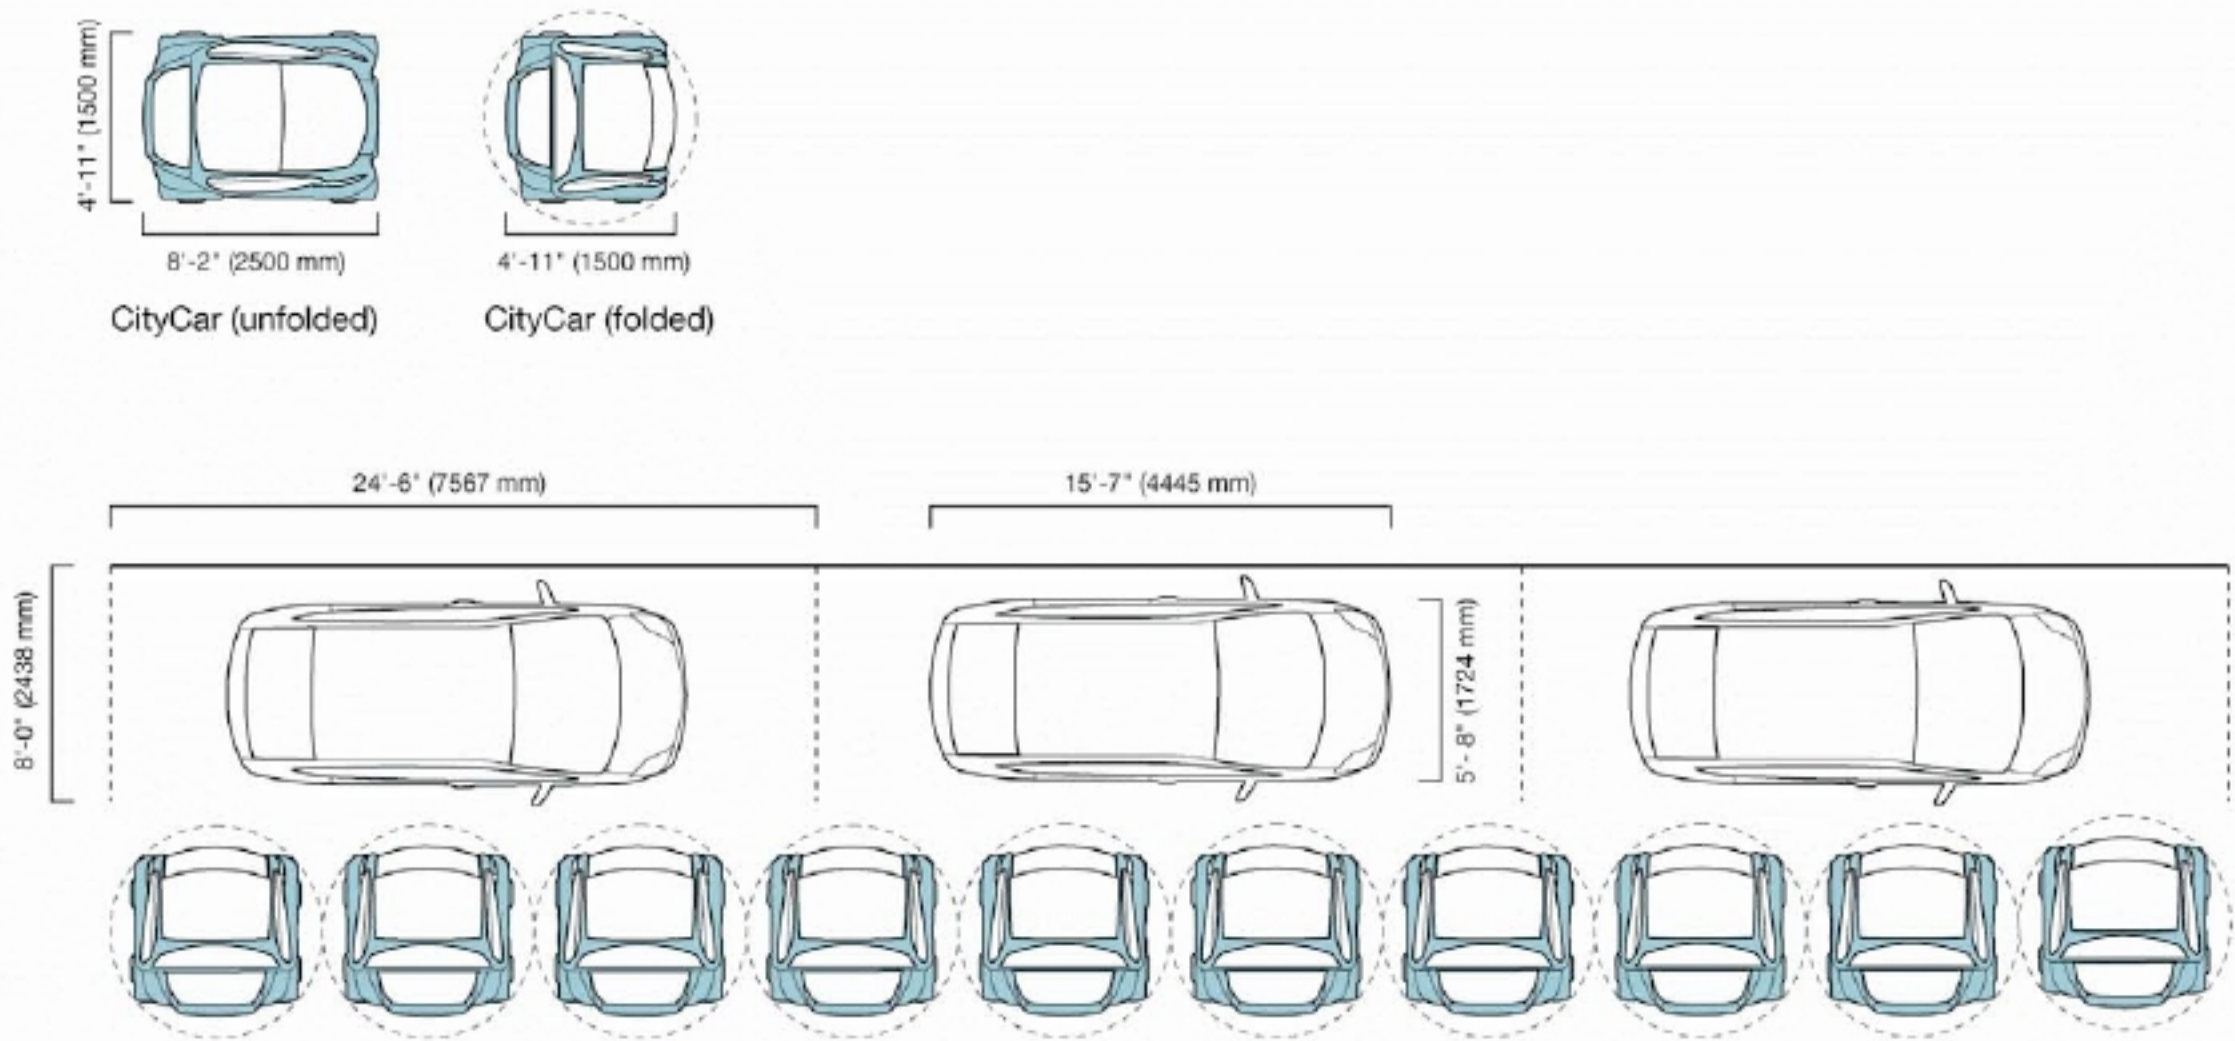 4'-11" (1500 mm)
8'-2" (2500 mm)
4'-11" (1500 mm)
CityCar (unfolded)
CityCar (folded)
24'-6" (7567 mm)
15'-7" (4445 mm)
8'-0" (2438 mm)
5'- 8" (1724 mm)